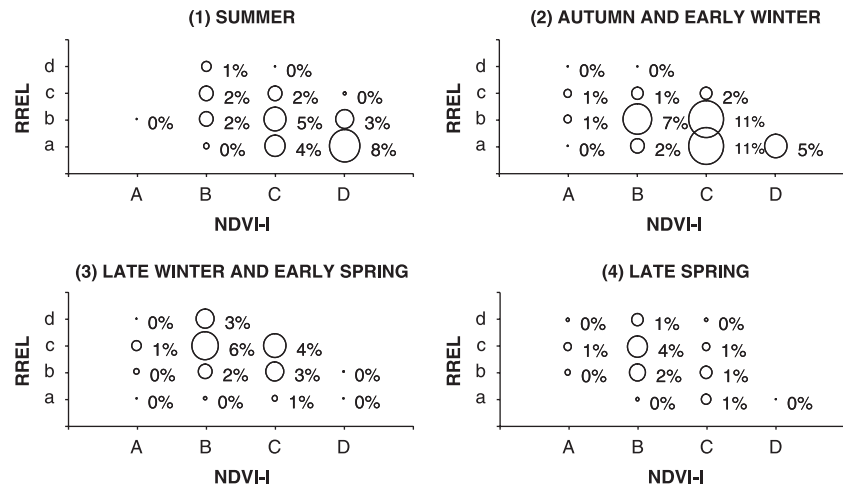 (1) SUMMER
RREL
d 1% 0%
c 2% 2% 0%
b 0% 2% 5% 3%
a 0% 4% 8%
A B C D
NDVI-I
(2) AUTUMN AND EARLY WINTER
RREL
d 0% 0%
c 1% 1% 2%
b 1% 7% 11%
a 0% 2% 11% 5%
A B C D
NDVI-I
(3) LATE WINTER AND EARLY SPRING
RREL
d 0% 3%
c 1% 6% 4%
b 0% 2% 3% 0%
a 0% 0% 1% 0%
A B C D
NDVI-I
(4) LATE SPRING
RREL
d 0% 1% 0%
c 1% 4% 1%
b 0% 2% 1%
a 0% 1% 0%
A B C D
NDVI-I